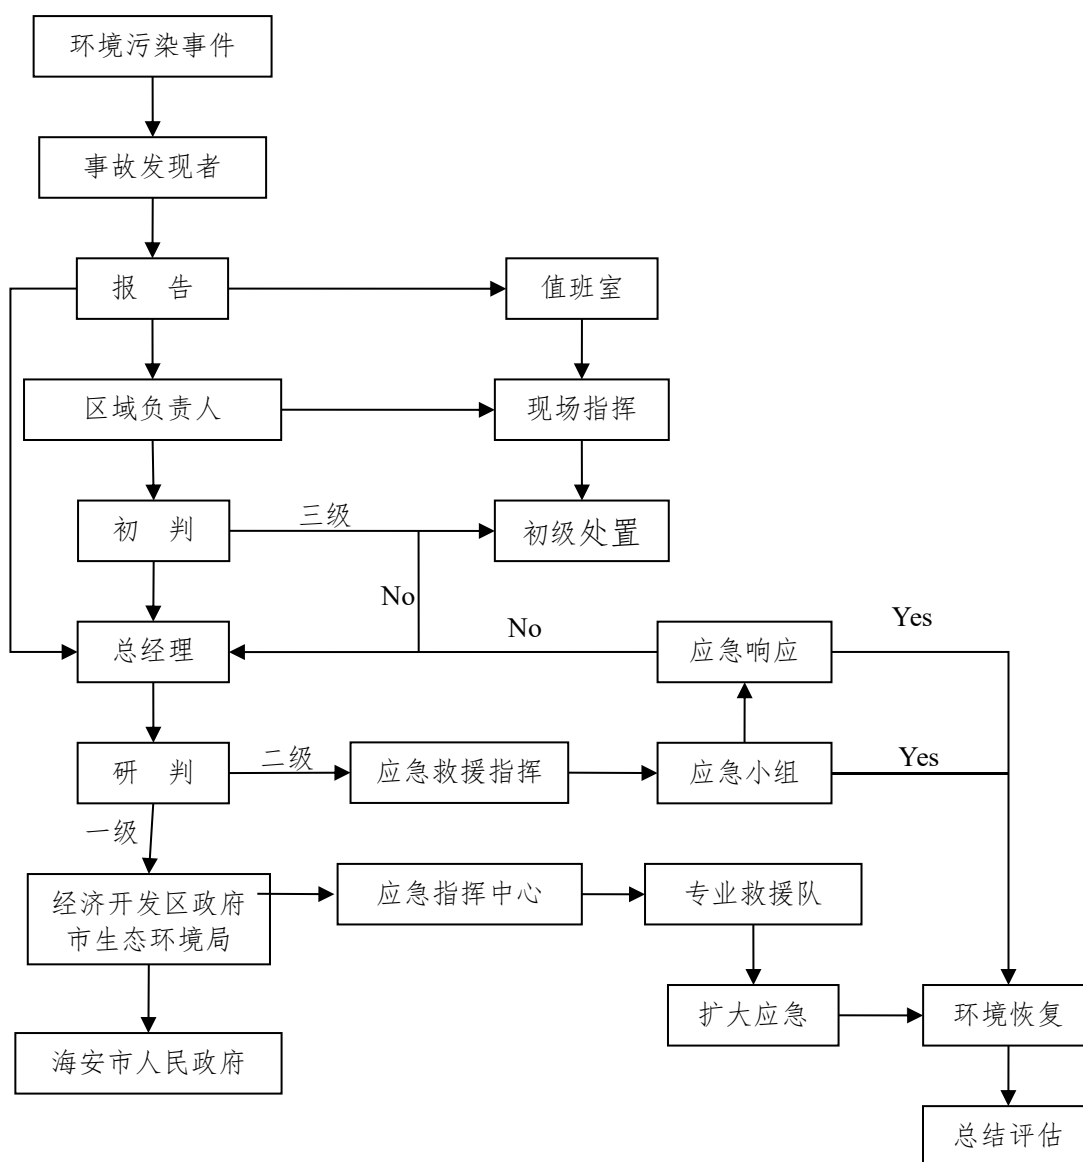 环境污染事件
事故发现者
报 告
值班室
区域负责人
现场指挥
初 判
三级
初级处置
No
总经理
No
应急响应
Yes
研 判
二级
应急救援指挥
应急小组
Yes
一级
经济开发区政府
市生态环境局
应急指挥中心
专业救援队
扩大应急
环境恢复
海安市人民政府
总结评估